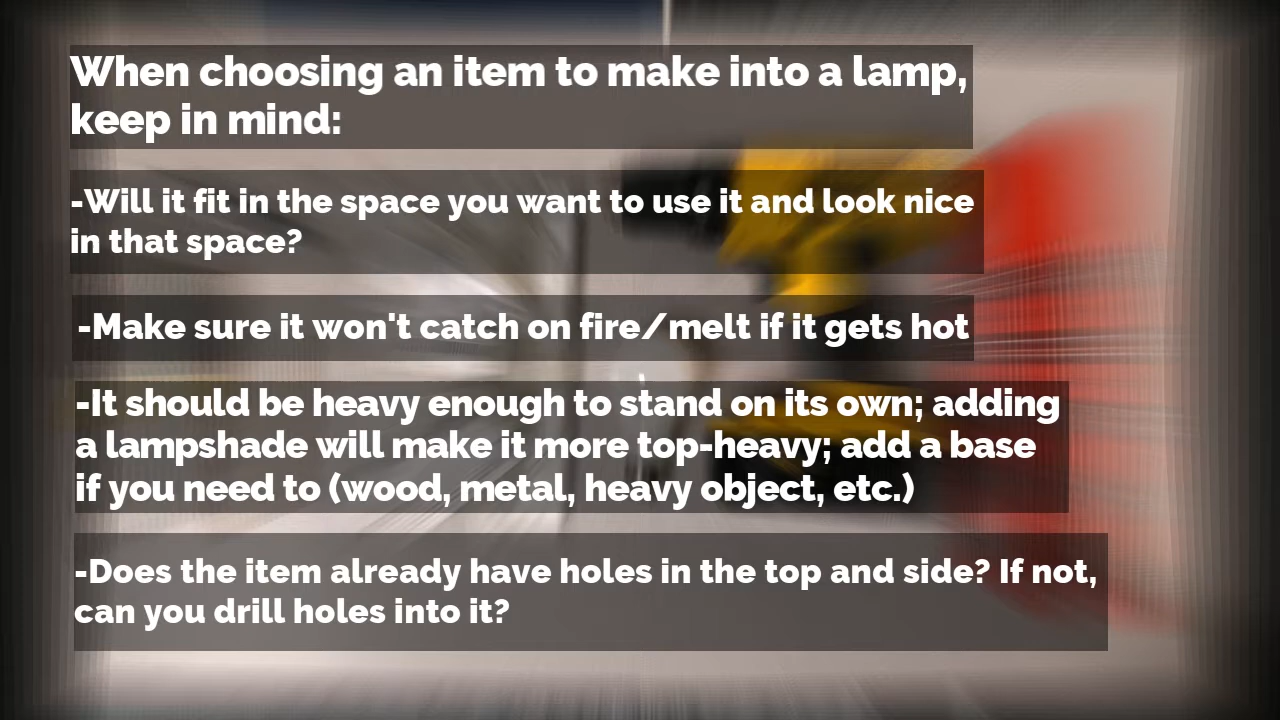 When choosing an item to make into a lamp,
keep in mind:
-Will it fit in the space you want to use it and look nice
in that space?
-Make sure it won't catch on fire/melt if it gets hot
-It should be heavy enough to stand on its own; adding
a lampshade will make it more top-heavy; add a base
if you need to (wood, metal, heavy object, etc.)
-Does the item already have holes in the top and side? If not,
can you drill holes into it?